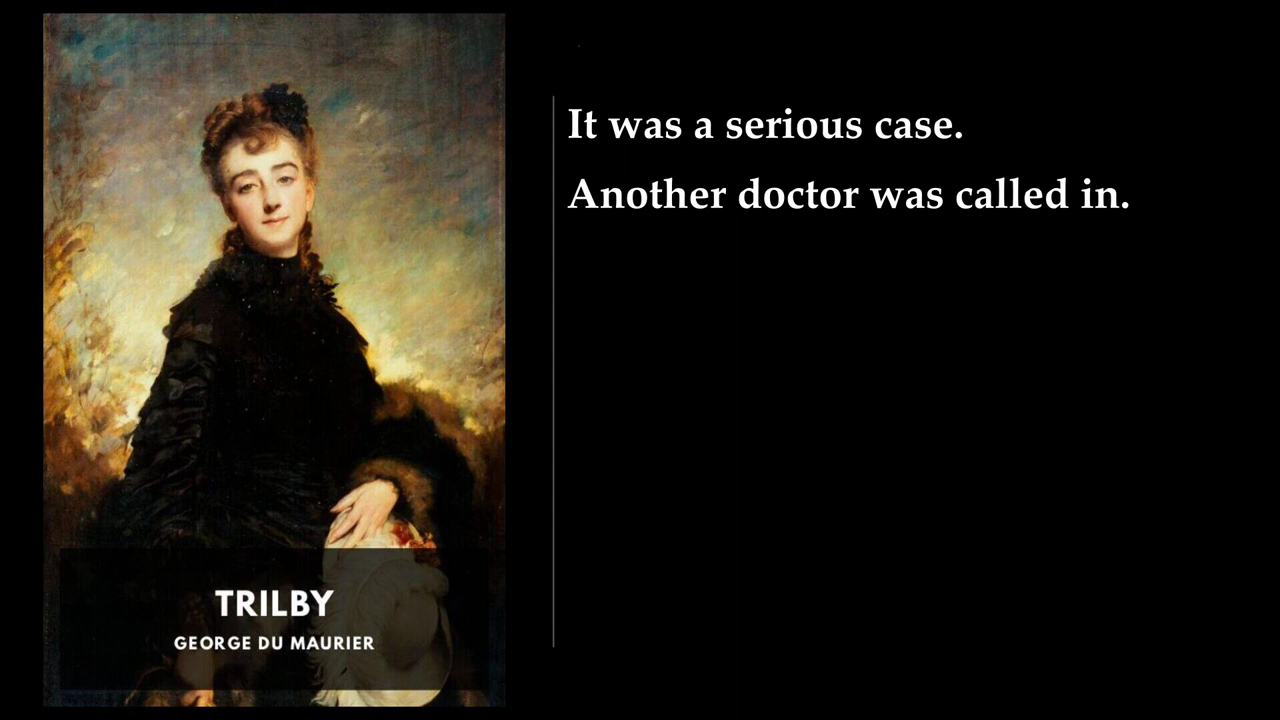 It was a serious case.
Another doctor was called in.
TRILBY
GEORGE DU MAURIER